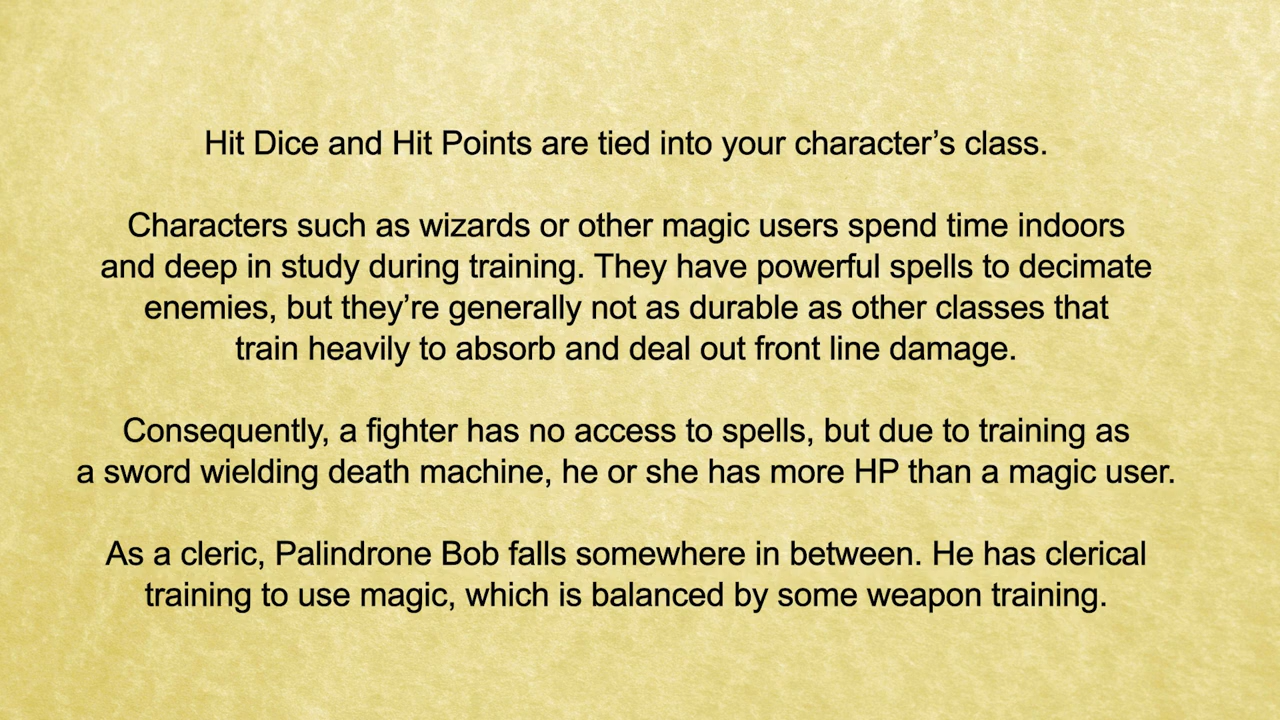 Hit Dice and Hit Points are tied into your character’s class.
Characters such as wizards or other magic users spend time indoors
and deep in study during training. They have powerful spells to decimate
enemies, but they’re generally not as durable as other classes that
train heavily to absorb and deal out front line damage.
Consequently, a fighter has no access to spells, but due to training as
a sword wielding death machine, he or she has more HP than a magic user.
As a cleric, Palindrone Bob falls somewhere in between. He has clerical
training to use magic, which is balanced by some weapon training.